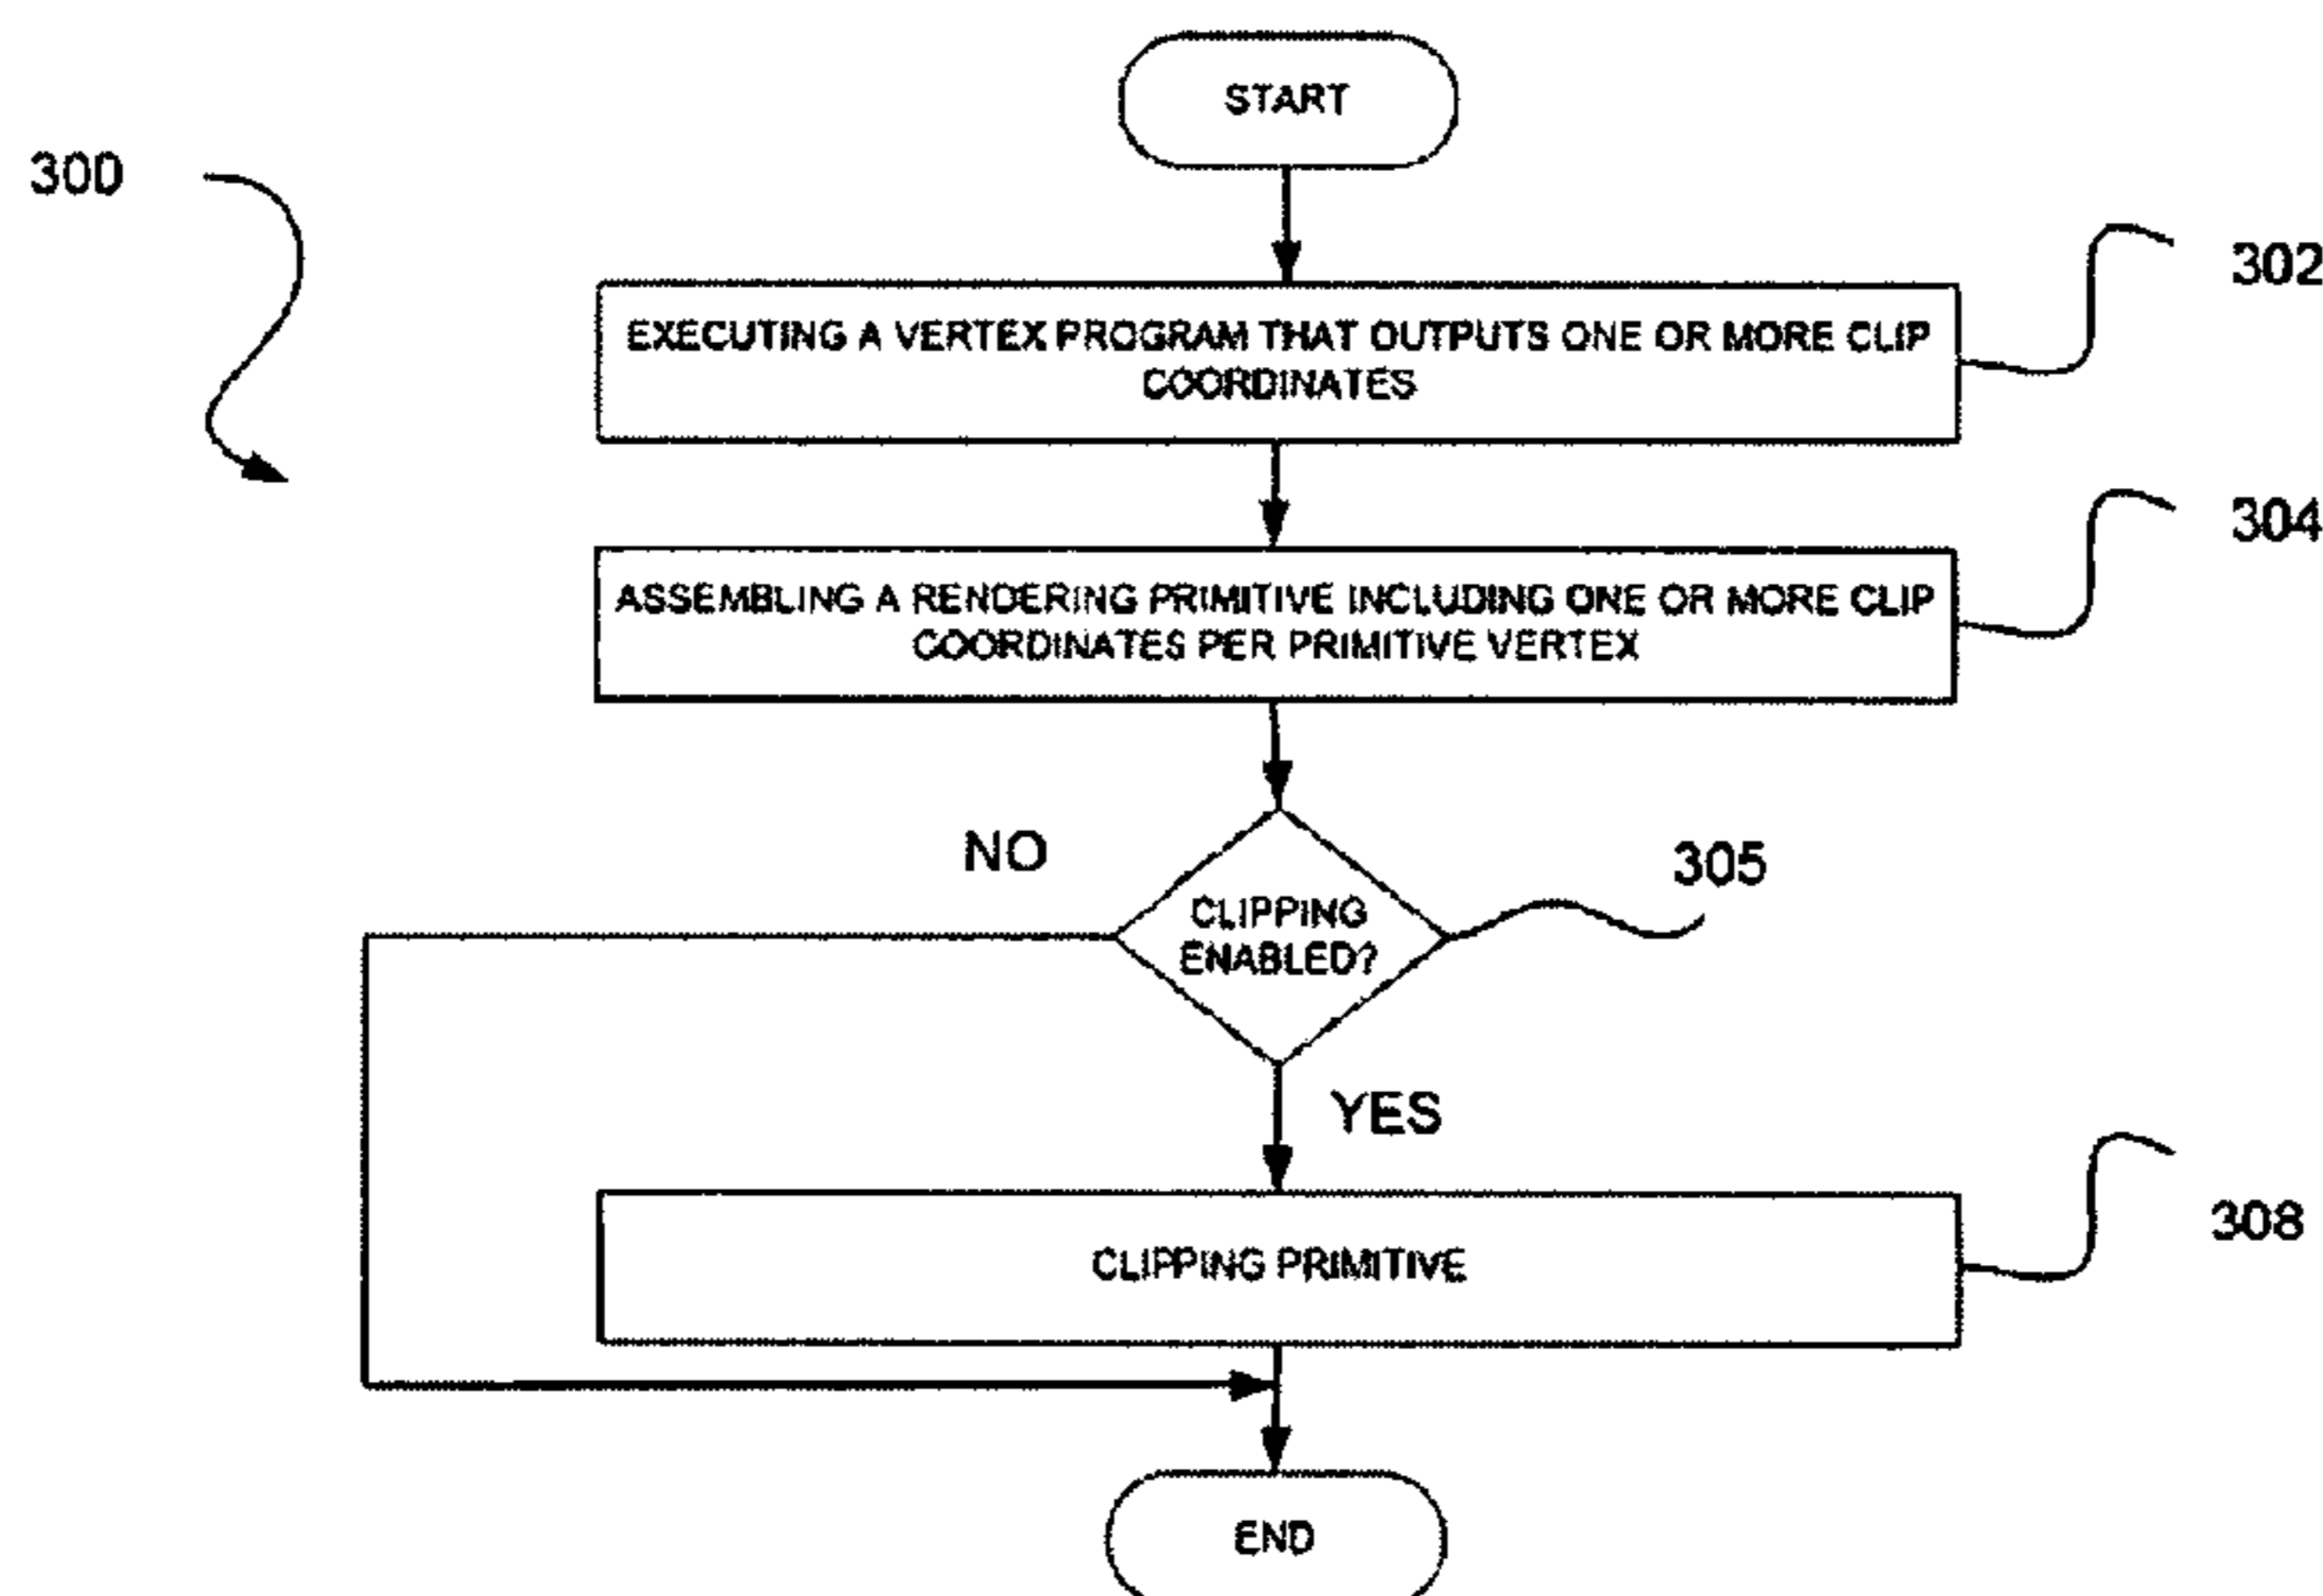 START
300
302
EXECUTING A VERTEX PROGRAM THAT OUTPUTS ONE OR MORE CLIP
COORDINATES
304
ASSEMBLING A RENDERING PRIMITIVE INCLUDING ONE OR MORE CLIP
COORDINATES PER PRIMITIVE VERTEX
NO
305
CLIPPING
ENABLED?
YES
308
CLIPPING PRIMITIVE
END